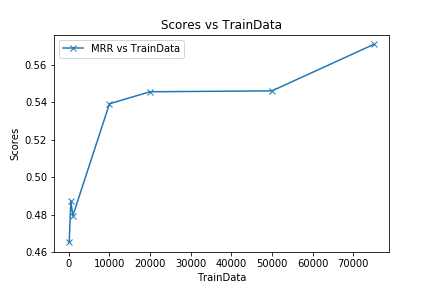 Scores vs TrainData
MRR vs TrainData
0.56
0.54
0.52
0.50
0.48
0.46
Scores
0 10000 20000 30000 40000 50000 60000 70000
TrainData